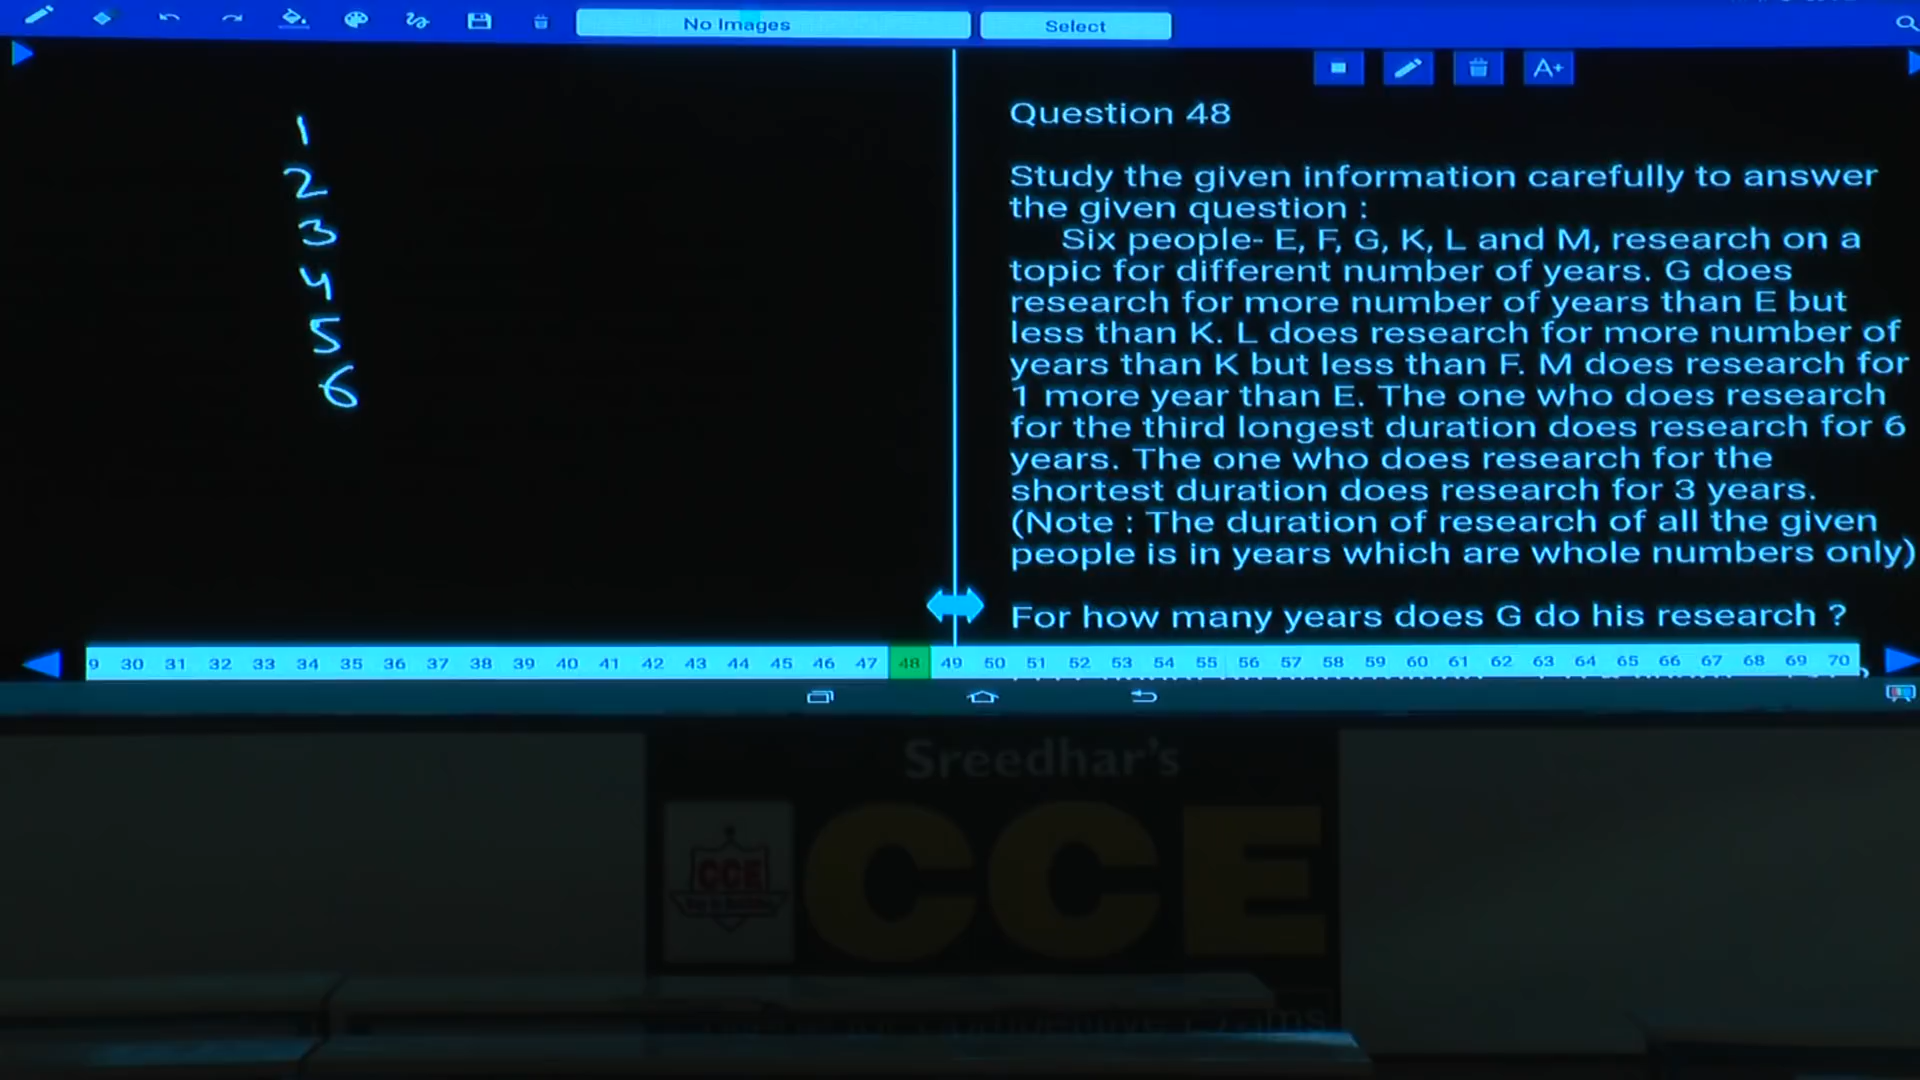 No Images
Select
A+
1
2
3
4
5
6
Question 48
Study the given information carefully to answer
the given question :
Six people- E, F, G, K, L and M, research on a
topic for different number of years. G does
research for more number of years than E but
less than K. L does research for more number of
years than K but less than F. M does research for
1 more year than E. The one who does research
for the third longest duration does research for 6
years. The one who does research for the
shortest duration does research for 3 years.
(Note : The duration of research of all the given
people is in years which are whole numbers only)
For how many years does G do his research ?
9 30 31 32 33 34 35 36 37 38 39 40 41 42 43 44 45 46 47 48 49 50 51 52 53 54 55 56 57 58 59 60 61 62 63 64 65 66 67 68 69 70
Sreedhar's
CCE
CCE